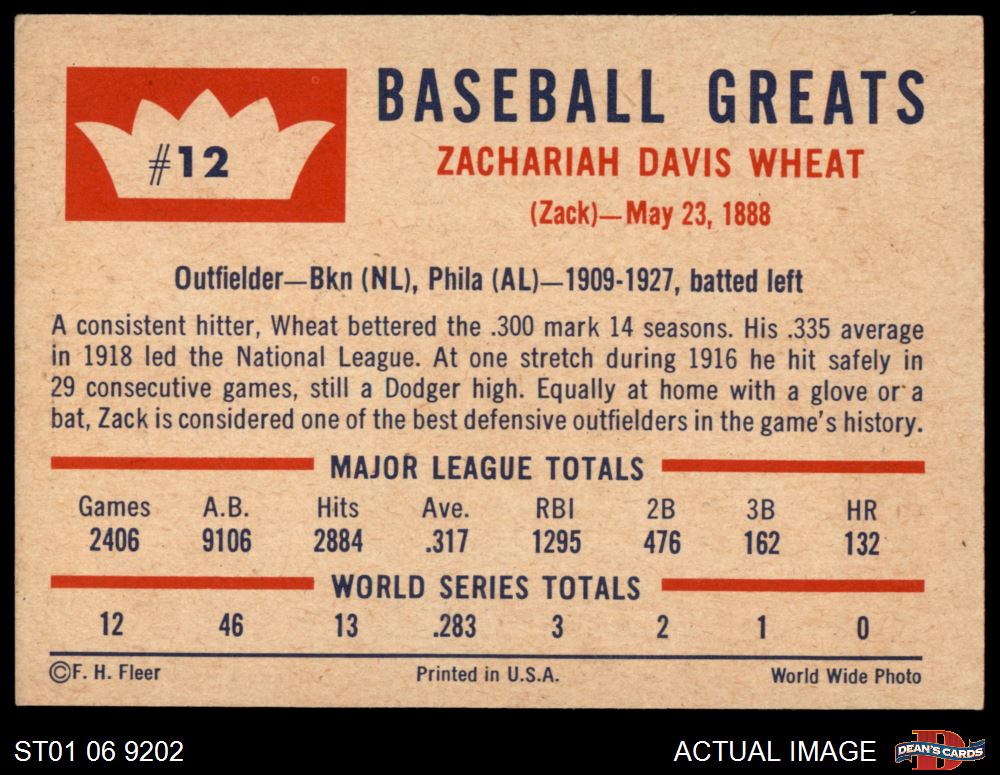 #12
BASEBALL GREATS
ZACHARIAH DAVIS WHEAT
(Zack)—May 23, 1888
Outfielder—Bkn (NL), Phila (AL)—1909-1927, batted left
A consistent hitter, Wheat bettered the .300 mark 14 seasons. His .335 average
in 1918 led the National League. At one stretch during 1916 he hit safely in
29 consecutive games, still a Dodger high. Equally at home with a glove or a
bat, Zack is considered one of the best defensive outfielders in the game's history.
MAJOR LEAGUE TOTALS
Games A.B. Hits Ave. RBI 2B 3B HR
2406 9106 2884 .317 1295 476 162 132
WORLD SERIES TOTALS
12 46 13 .283 3 2 1 0
©F. H. Fleer Printed in U.S.A. World Wide Photo
ST01 06 9202 ACTUAL IMAGE D DEAN'S CARDS